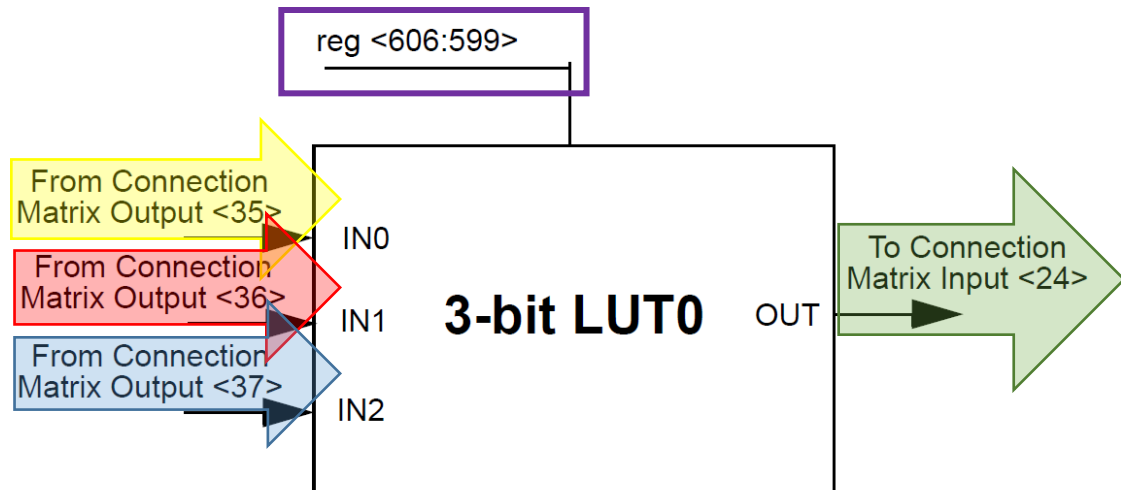 reg <606:599>
From Connection
Matrix Output <35>
IN0
From Connection
Matrix Output <36>
IN1
From Connection
Matrix Output <37>
IN2
3-bit LUT0
OUT
To Connection
Matrix Input <24>